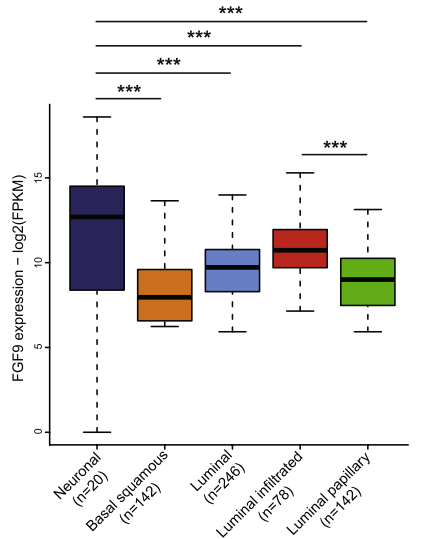 ***
***
***
***
***
FGF9 expression − log2(FPKM)
15
10
5
0
Neuronal
(n=20)
Basal squamous
(n=142)
Luminal
(n=246)
Luminal infiltrated
(n=78)
Luminal papillary
(n=142)